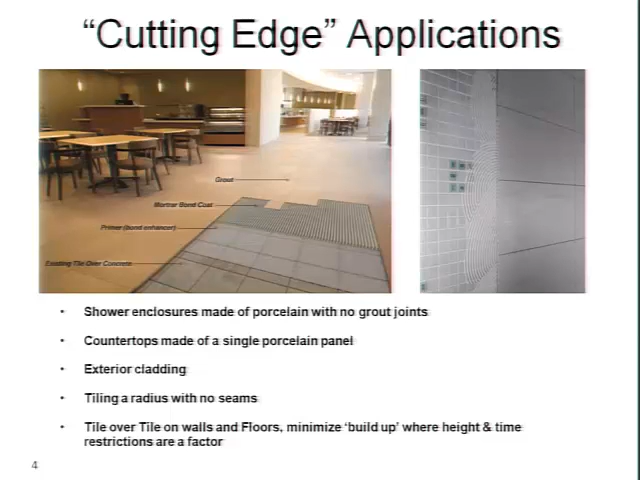 “Cutting Edge” Applications
Grout
Mortar Bond Coat
Primer (bond enhancer)
Existing Tile Over Concrete
• Shower enclosures made of porcelain with no grout joints
• Countertops made of a single porcelain panel
• Exterior cladding
• Tiling a radius with no seams
• Tile over Tile on walls and Floors, minimize ‘build up’ where height & time
restrictions are a factor
4